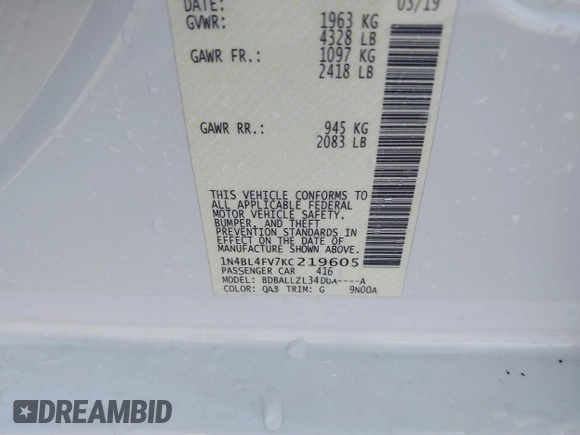 DATE: 03/19
GVWR: 1963 KG
4328 LB
GAWR FR.: 1097 KG
2418 LB
GAWR RR.: 945 KG
2083 LB
THIS VEHICLE CONFORMS TO
ALL APPLICABLE FEDERAL
MOTOR VEHICLE SAFETY,
BUMPER, AND THEFT
PREVENTION STANDARDS IN
EFFECT ON THE DATE OF
MANUFACTURE SHOWN ABOVE.
1N4BL4FV7KC219605
PASSENGER CAR 416
MODEL: BDBALLZL34DBA----A
COLOR: QAB TRIM: G 9N00A
DREAMBID